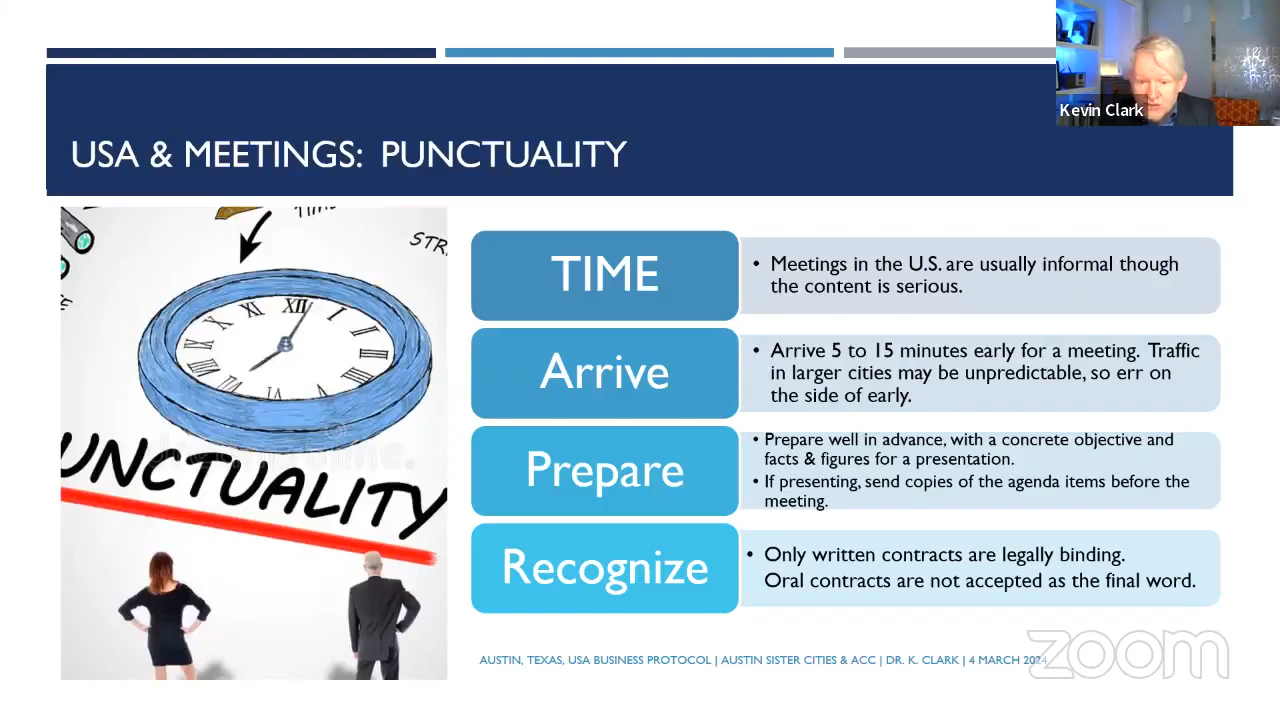 Kevin Clark
USA & MEETINGS: PUNCTUALITY
TIME
• Meetings in the U.S. are usually informal though
the content is serious.
Arrive
• Arrive 5 to 15 minutes early for a meeting. Traffic
in larger cities may be unpredictable, so err on
the side of early.
Prepare
• Prepare well in advance, with a concrete objective and
facts & figures for a presentation.
• If presenting, send copies of the agenda items before the
meeting.
Recognize
• Only written contracts are legally binding.
Oral contracts are not accepted as the final word.
STR
XII
I
II
III
IX
X
XI
UNCTUALITY
AUSTIN, TEXAS, USA BUSINESS PROTOCOL | AUSTIN SISTER CITIES & ACC | DR. K. CLARK | 4 MARCH 2024
zoom